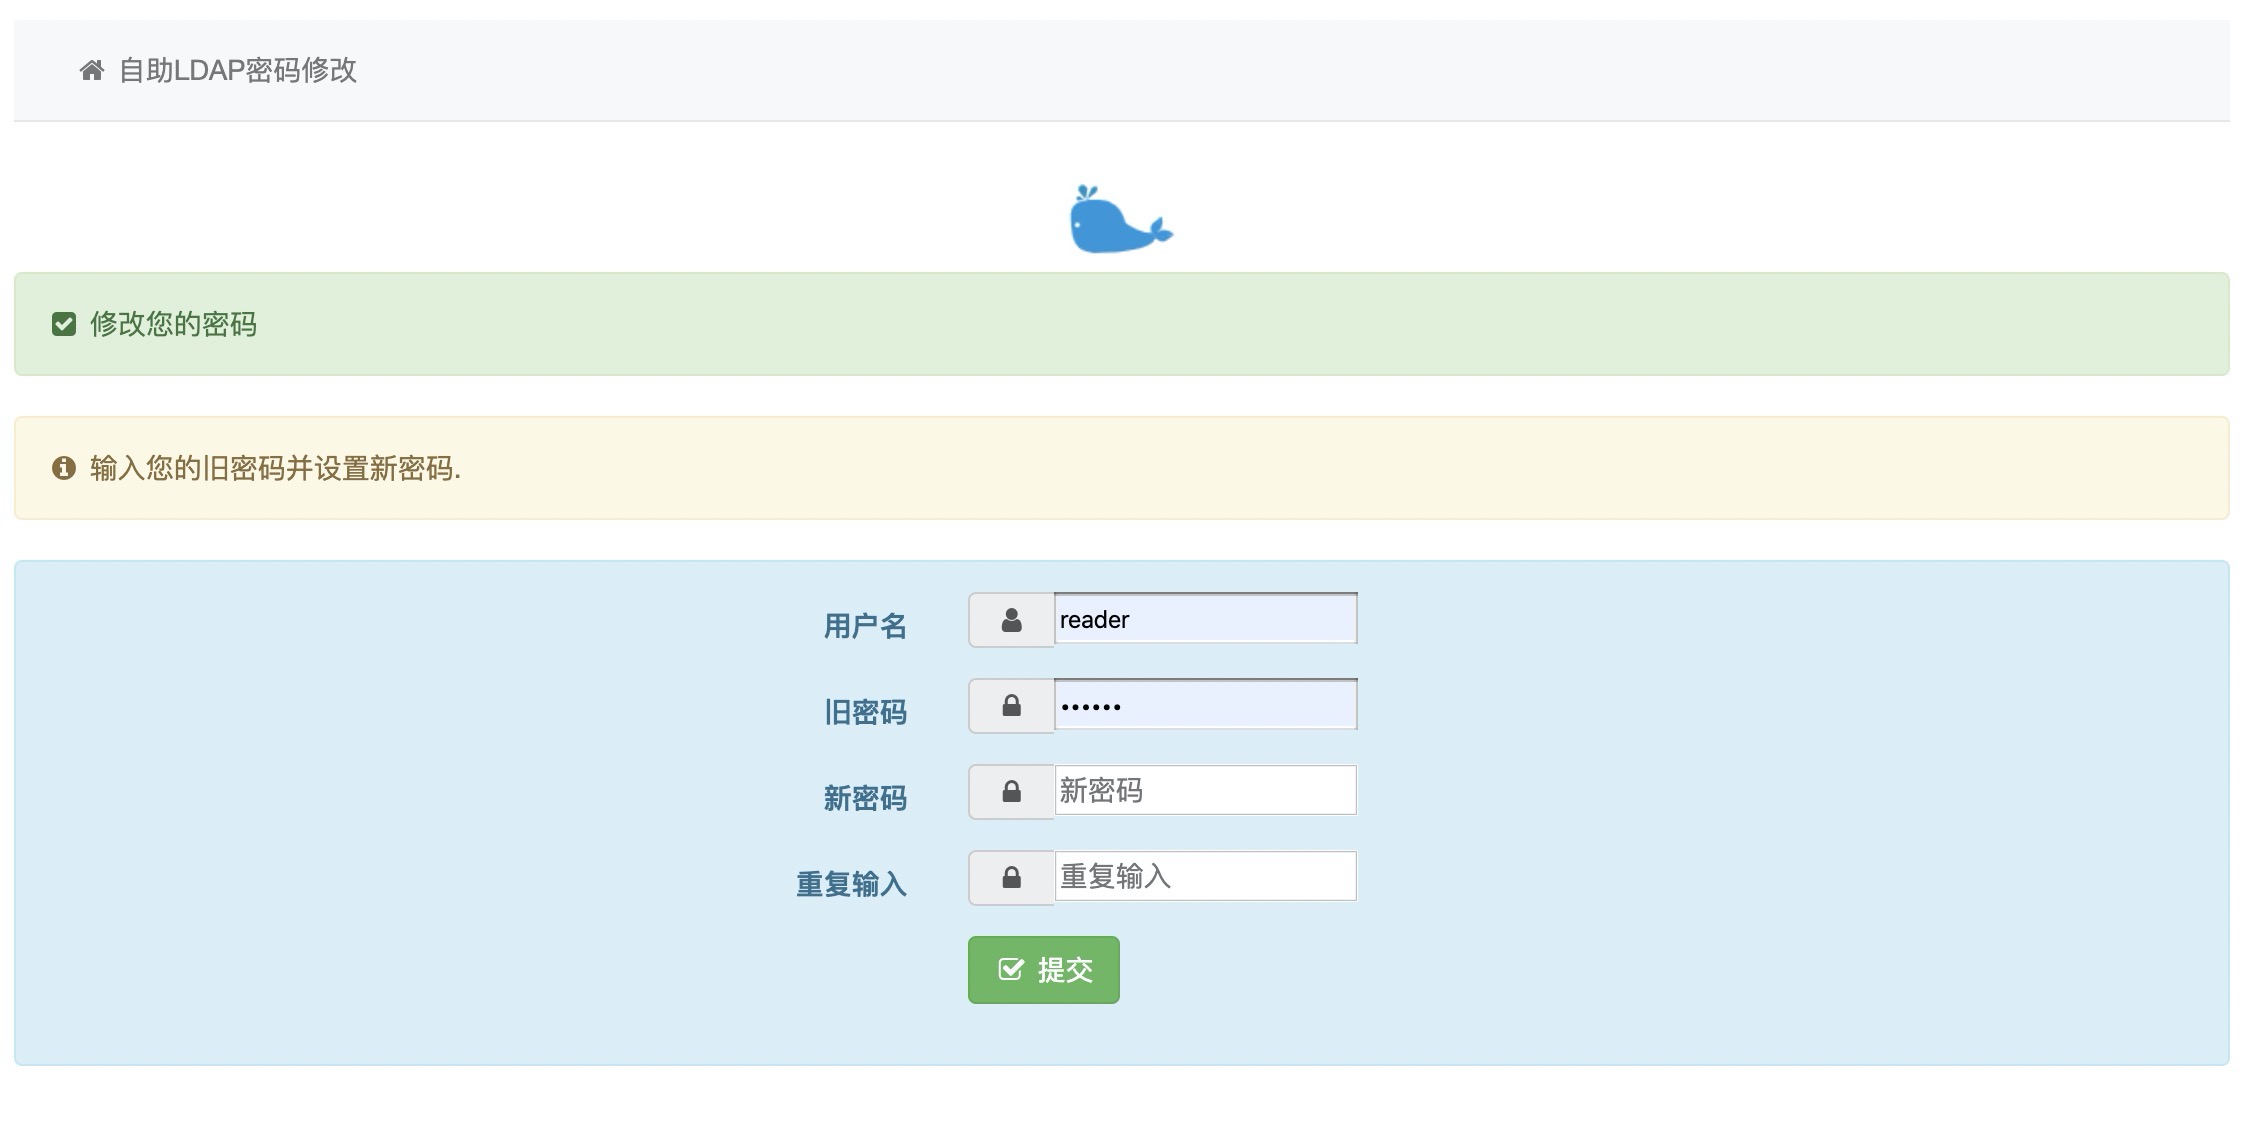 自助LDAP密码修改
修改您的密码
输入您的旧密码并设置新密码.
用户名
reader
旧密码
••••••
新密码
新密码
重复输入
重复输入
提交